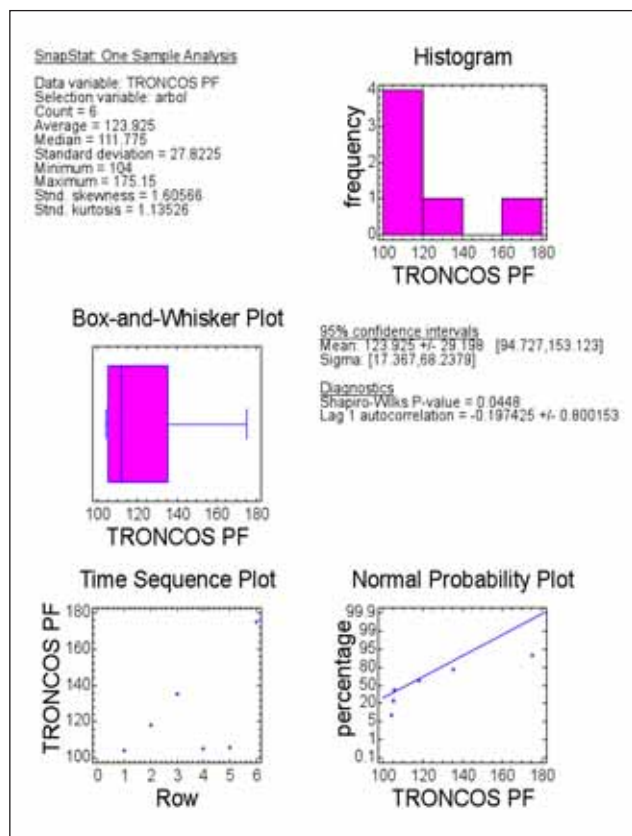 SnapStat: One Sample Analysis
Data variable: TRONCOS PF
Selection variable: arbol
Count = 6
Average = 123.925
Median = 111.775
Standard deviation = 27.8225
Minimum = 104
Maximum = 175.15
Stnd. skewness = 1.60566
Stnd. kurtosis = 1.13526
Histogram
frequency
4
3
2
1
0
100 120 140 160 180
TRONCOS PF
Box-and-Whisker Plot
100 120 140 160 180
TRONCOS PF
95% confidence intervals
Mean: 123.925 +/- 29.198 [94.727,153.123]
Sigma: [17.367,68.2379]
Diagnostics
Shapiro-Wilks P-value = 0.0448
Lag 1 autocorrelation = -0.197425 +/- 0.800153
Time Sequence Plot
TRONCOS PF
180
160
140
120
100
0 1 2 3 4 5 6
Row
Normal Probability Plot
percentage
99.9
99
95
80
50
20
5
1
0.1
100 120 140 160 180
TRONCOS PF